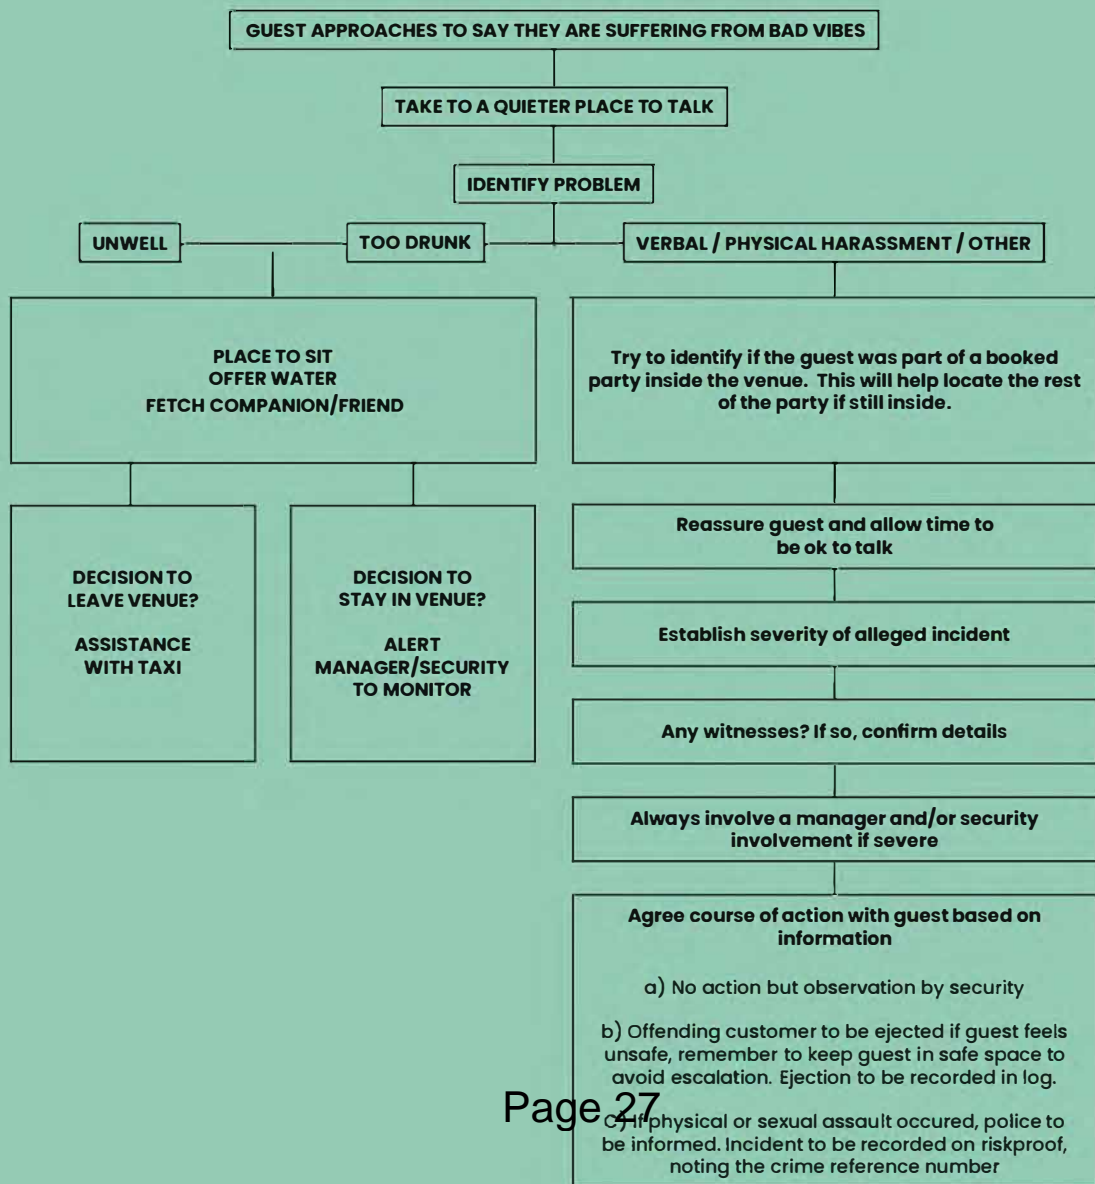 GUEST APPROACHES TO SAY THEY ARE SUFFERING FROM BAD VIBES
TAKE TO A QUIETER PLACE TO TALK
IDENTIFY PROBLEM
UNWELL
TOO DRUNK
VERBAL / PHYSICAL HARASSMENT / OTHER
PLACE TO SIT
OFFER WATER
FETCH COMPANION/FRIEND
DECISION TO
LEAVE VENUE?
ASSISTANCE
WITH TAXI
DECISION TO
STAY IN VENUE?
ALERT
MANAGER/SECURITY
TO MONITOR
Try to identify if the guest was part of a booked
party inside the venue. This will help locate the rest
of the party if still inside.
Reassure guest and allow time to
be ok to talk
Establish severity of alleged incident
Any witnesses? If so, confirm details
Always involve a manager and/or security
involvement if severe
Agree course of action with guest based on
information
a) No action but observation by security
b) Offending customer to be ejected if guest feels
unsafe, remember to keep guest in safe space to
avoid escalation. Ejection to be recorded in log.
C) If physical or sexual assault occured, police to
be informed. Incident to be recorded on riskproof,
noting the crime reference number
Page 27